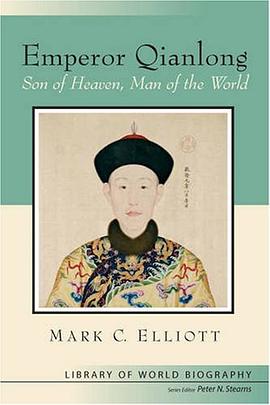 Emperor Qianlong
Son of Heaven, Man of the World
MARK C. ELLIOTT
LIBRARY OF WORLD BIOGRAPHY
Series Editor Peter N. Stearns